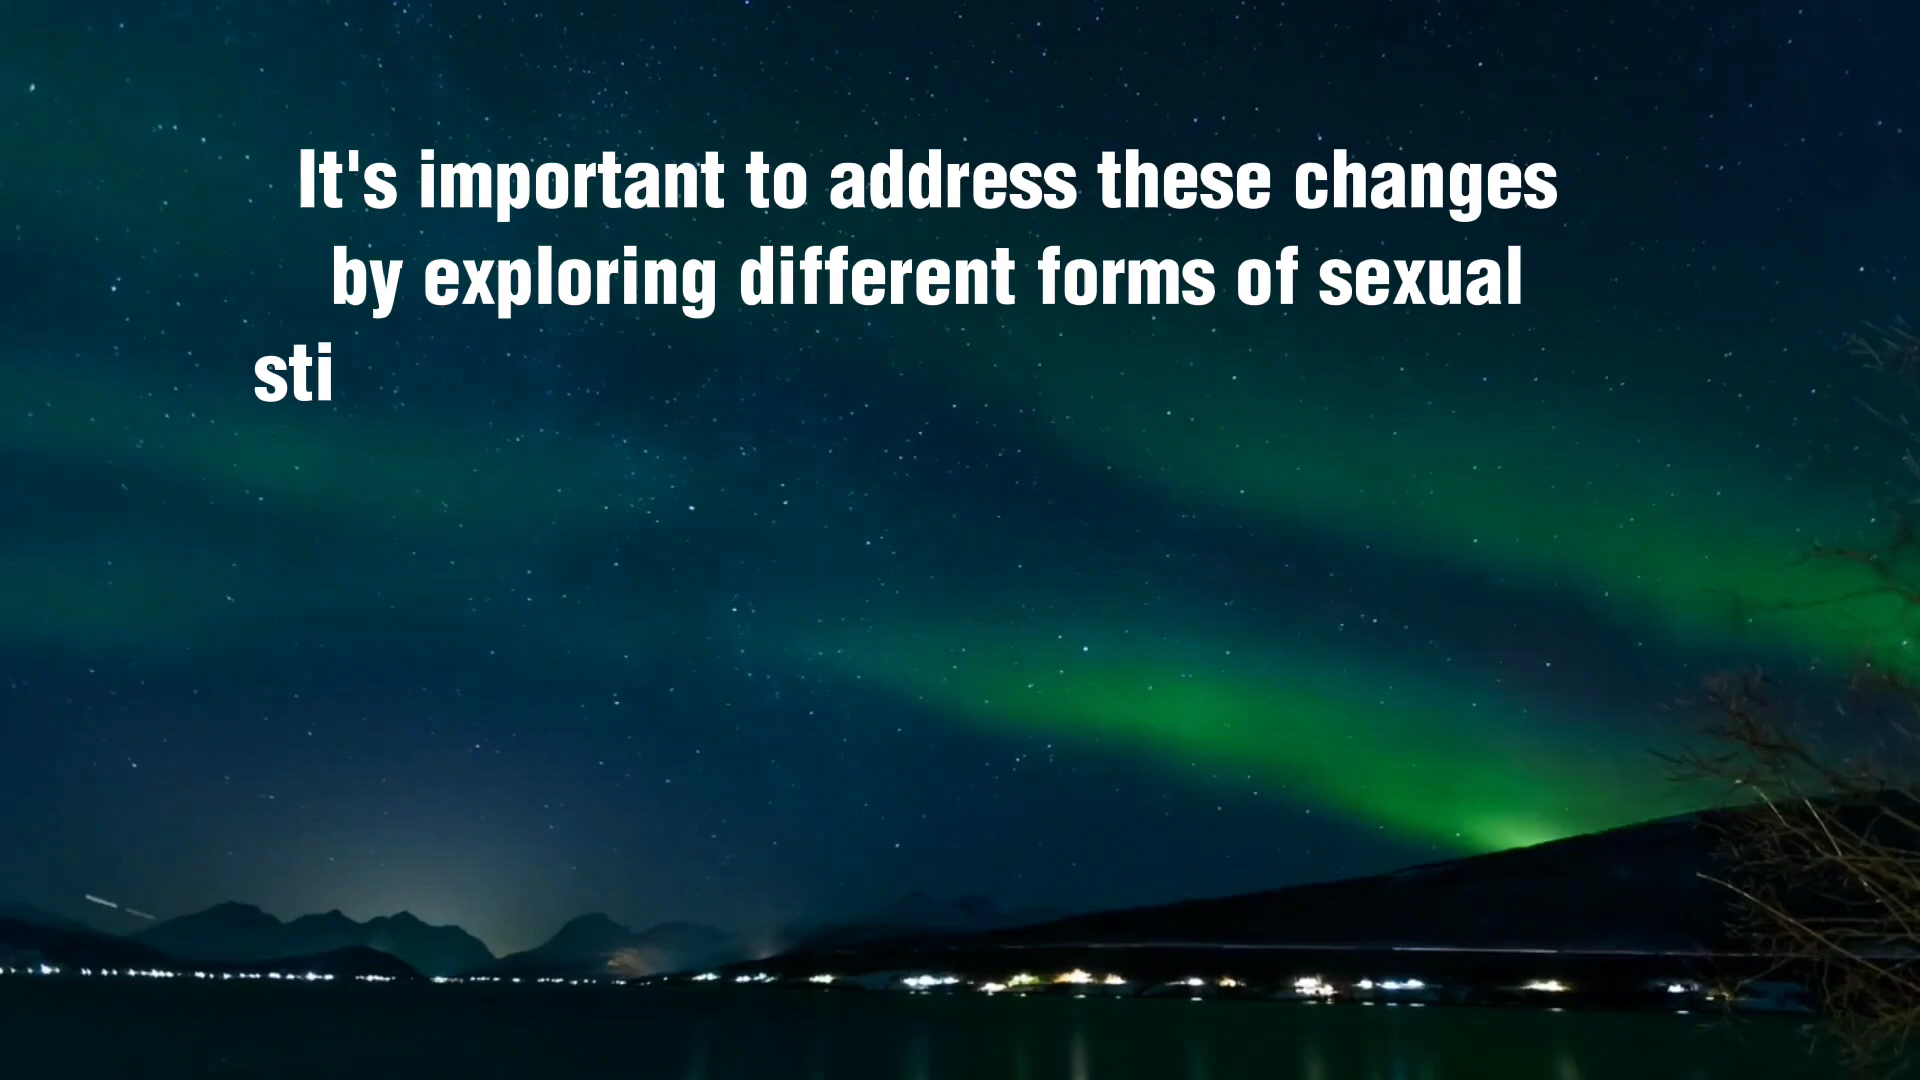 It's important to address these changes
by exploring different forms of sexual
sti